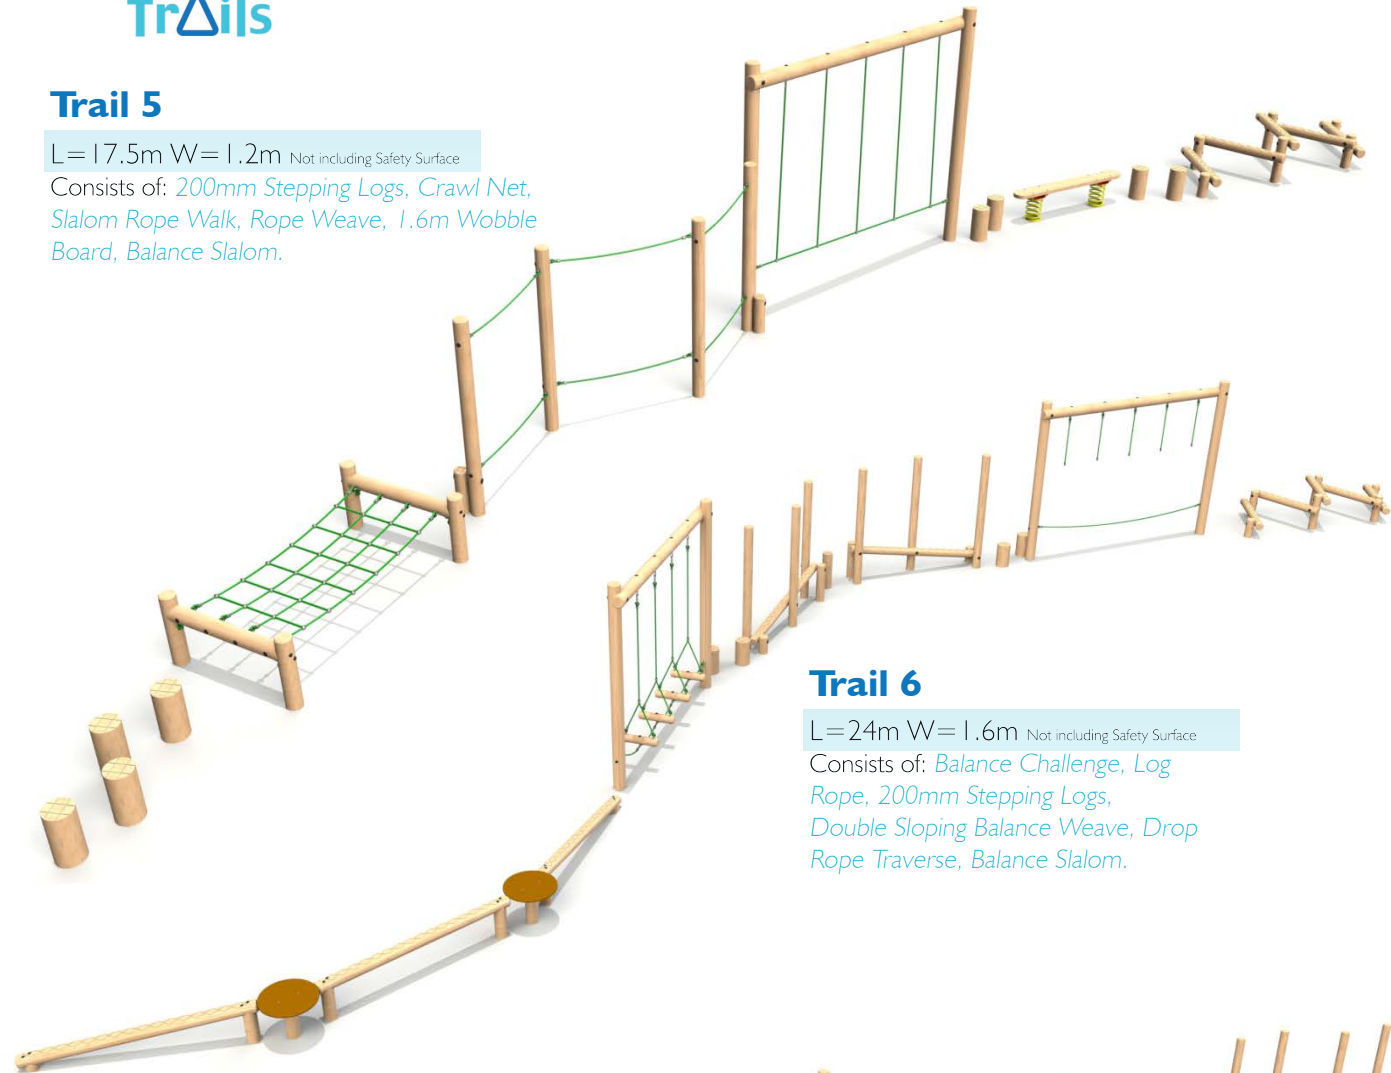 Trails
Trail 5
L=17.5m W=1.2m Not including Safety Surface
Consists of: 200mm Stepping Logs, Crawl Net,
Slalom Rope Walk, Rope Weave, 1.6m Wobble
Board, Balance Slalom.
Trail 6
L=24m W=1.6m Not including Safety Surface
Consists of: Balance Challenge, Log
Rope, 200mm Stepping Logs,
Double Sloping Balance Weave, Drop
Rope Traverse, Balance Slalom.